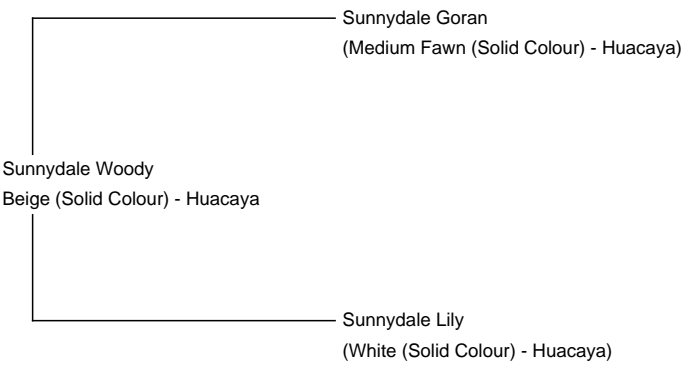 Sunnydale Goran
(Medium Fawn (Solid Colour) - Huacaya)
Sunnydale Woody
Beige (Solid Colour) - Huacaya
Sunnydale Lily
(White (Solid Colour) - Huacaya)